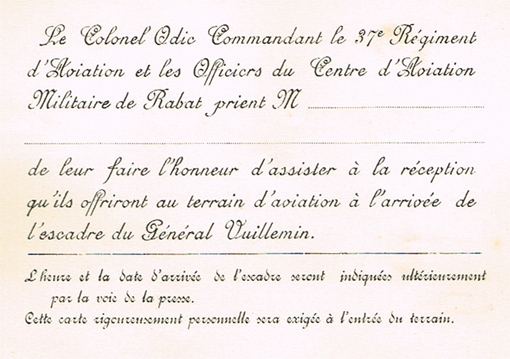 Le Colonel Odic Commandant le 37e Régiment
d'Aviation et les Officiers du Centre d'Aviation
Militaire de Rabat prient M
de leur faire l'honneur d'assister à la réception
qu'ils offriront au terrain d'aviation à l'arrivée de
l'escadre du Général Vuillemin.
L'heure et la date d'arrivée de l'escadre seront indiquées ultérieurement
par la voie de la presse.
Cette carte rigoureusement personnelle sera exigée à l'entrée du terrain.